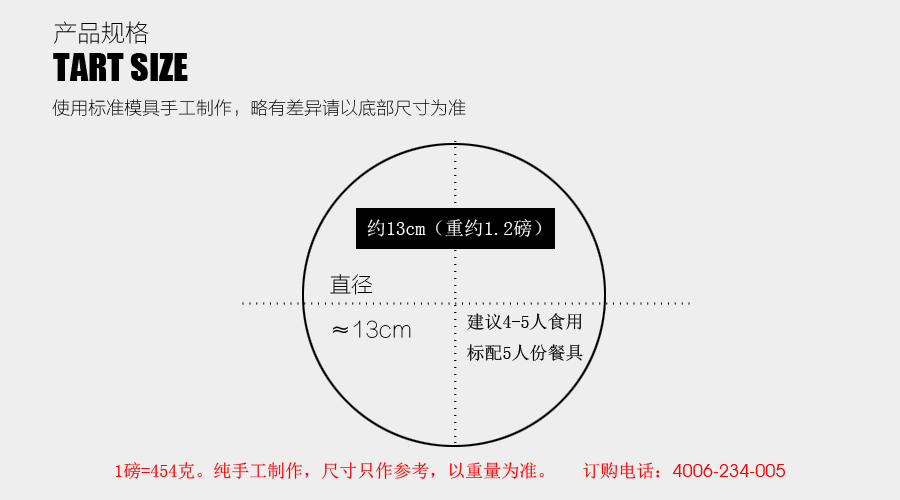 产品规格
TART SIZE
使用标准模具手工制作，略有差异请以底部尺寸为准
约13cm（重约1.2磅）
直径
≈13cm
建议4-5人食用
标配5人份餐具
1磅=454克。纯手工制作，尺寸只作参考，以重量为准。 订购电话：4006-234-005